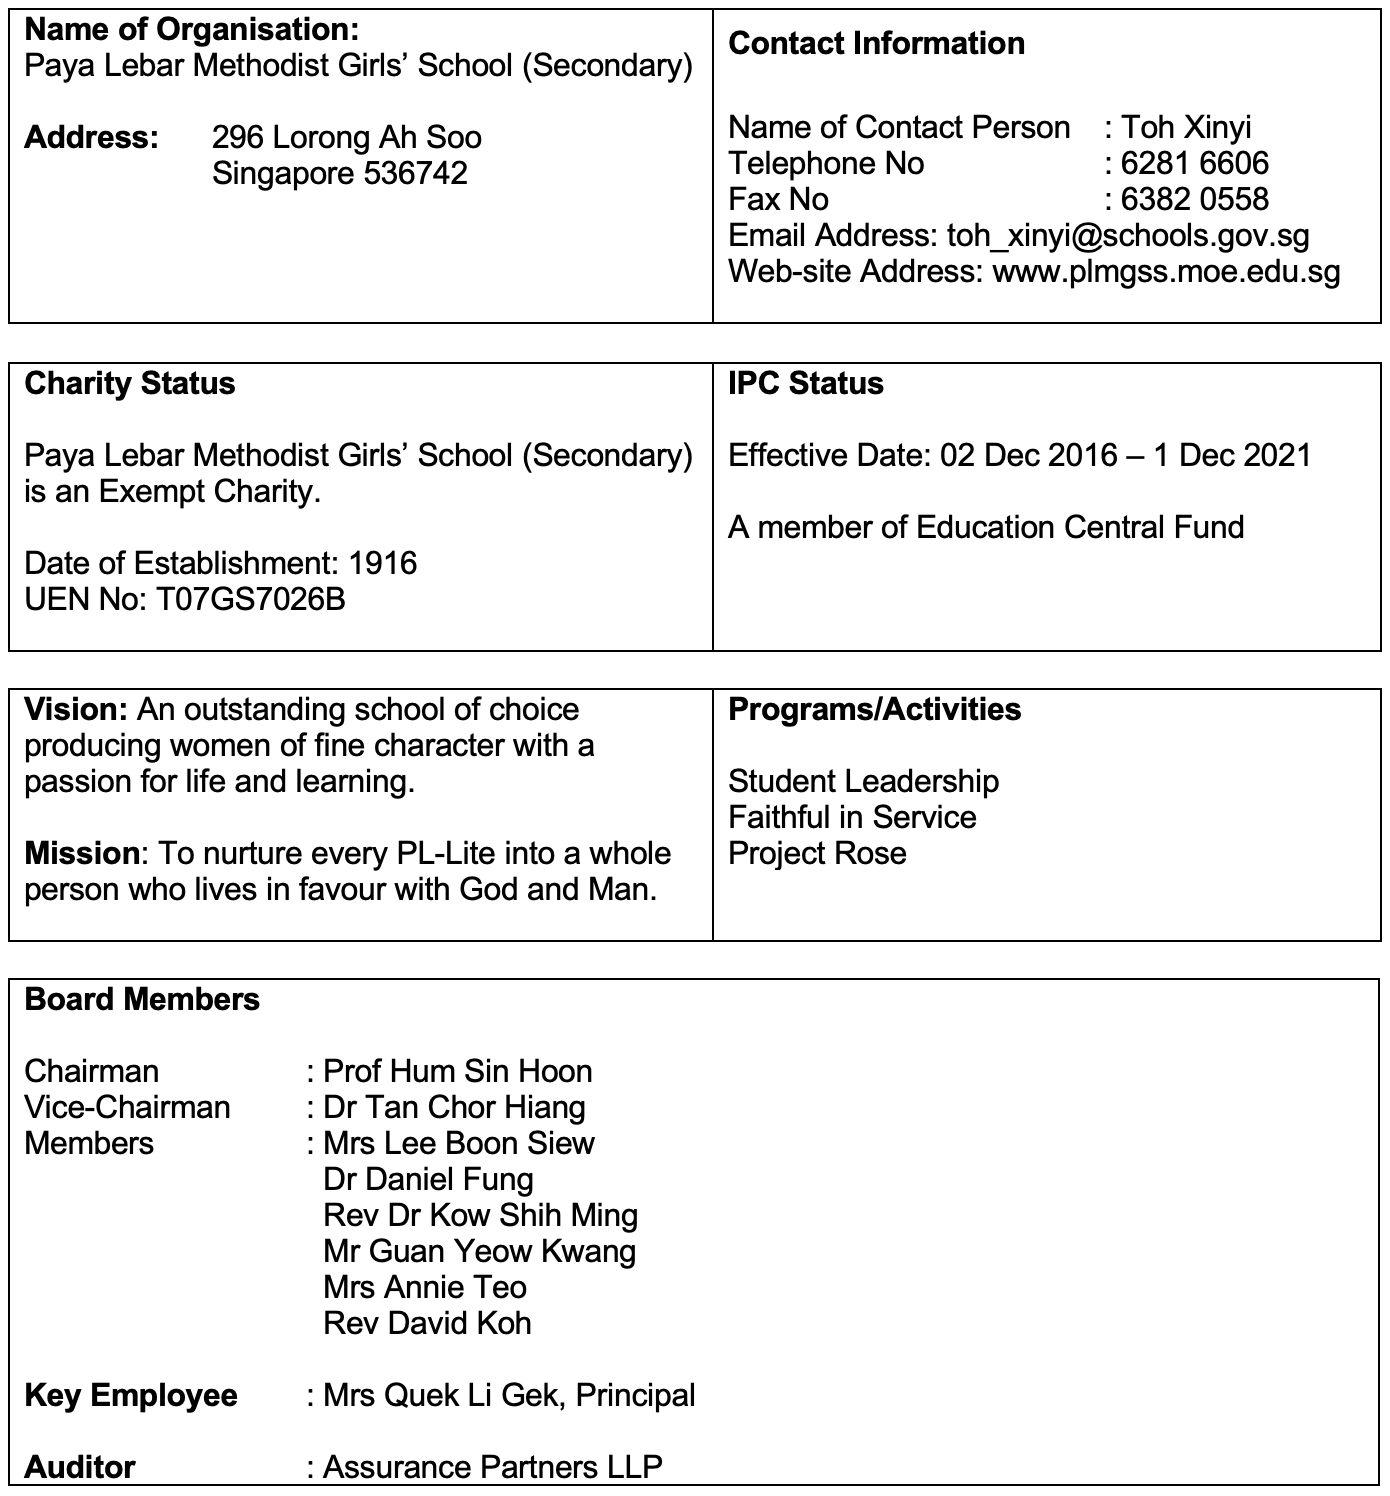 Name of Organisation:
Paya Lebar Methodist Girls’ School (Secondary)
Address: 296 Lorong Ah Soo
Singapore 536742
Contact Information
Name of Contact Person : Toh Xinyi
Telephone No : 6281 6606
Fax No : 6382 0558
Email Address: toh_xinyi@schools.gov.sg
Web-site Address: www.plmgss.moe.edu.sg
Charity Status
Paya Lebar Methodist Girls’ School (Secondary)
is an Exempt Charity.
Date of Establishment: 1916
UEN No: T07GS7026B
IPC Status
Effective Date: 02 Dec 2016 – 1 Dec 2021
A member of Education Central Fund
Vision: An outstanding school of choice
producing women of fine character with a
passion for life and learning.
Mission: To nurture every PL-Lite into a whole
person who lives in favour with God and Man.
Programs/Activities
Student Leadership
Faithful in Service
Project Rose
Board Members
Chairman : Prof Hum Sin Hoon
Vice-Chairman : Dr Tan Chor Hiang
Members : Mrs Lee Boon Siew
Dr Daniel Fung
Rev Dr Kow Shih Ming
Mr Guan Yeow Kwang
Mrs Annie Teo
Rev David Koh
Key Employee : Mrs Quek Li Gek, Principal
Auditor : Assurance Partners LLP